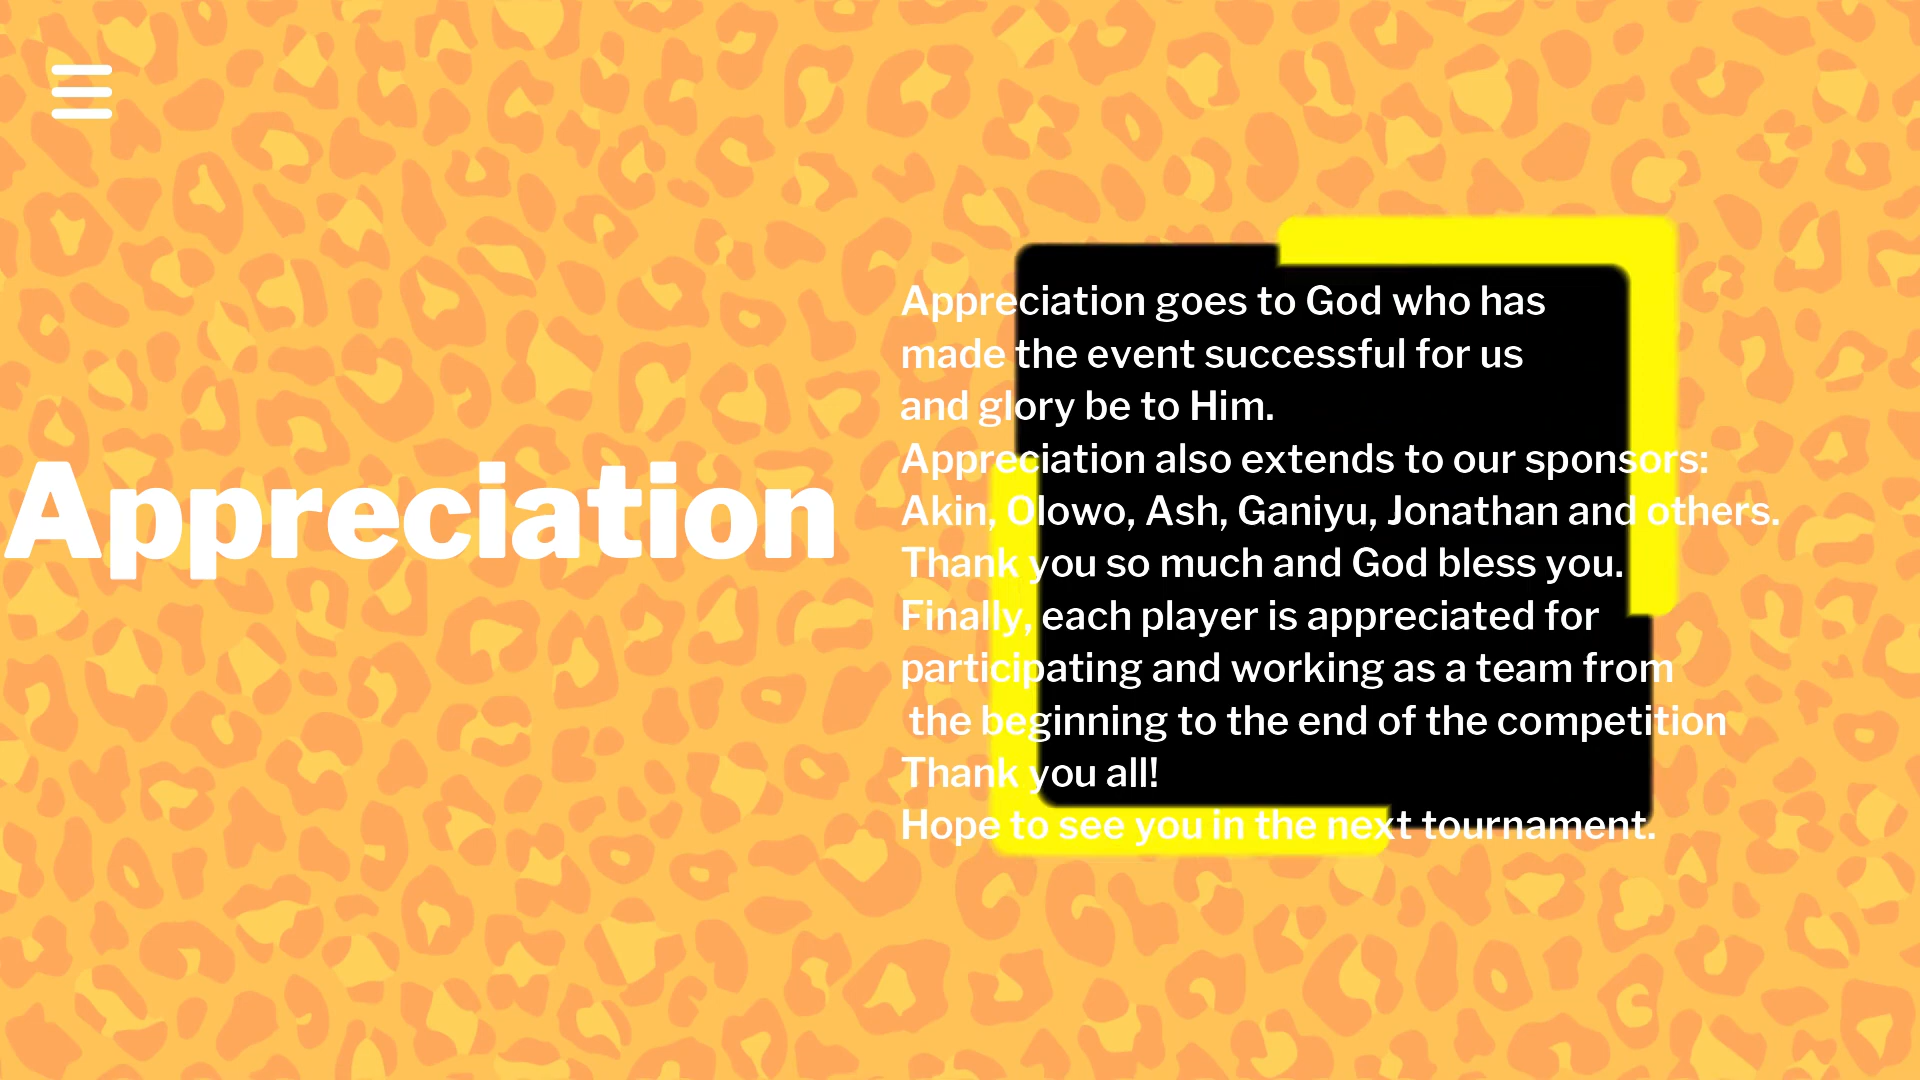 Appreciation
Appreciation goes to God who has
made the event successful for us
and glory be to Him.
Appreciation also extends to our sponsors:
Akin, Olowo, Ash, Ganiyu, Jonathan and others.
Thank you so much and God bless you.
Finally, each player is appreciated for
participating and working as a team from
the beginning to the end of the competition
Thank you all!
Hope to see you in the next tournament.